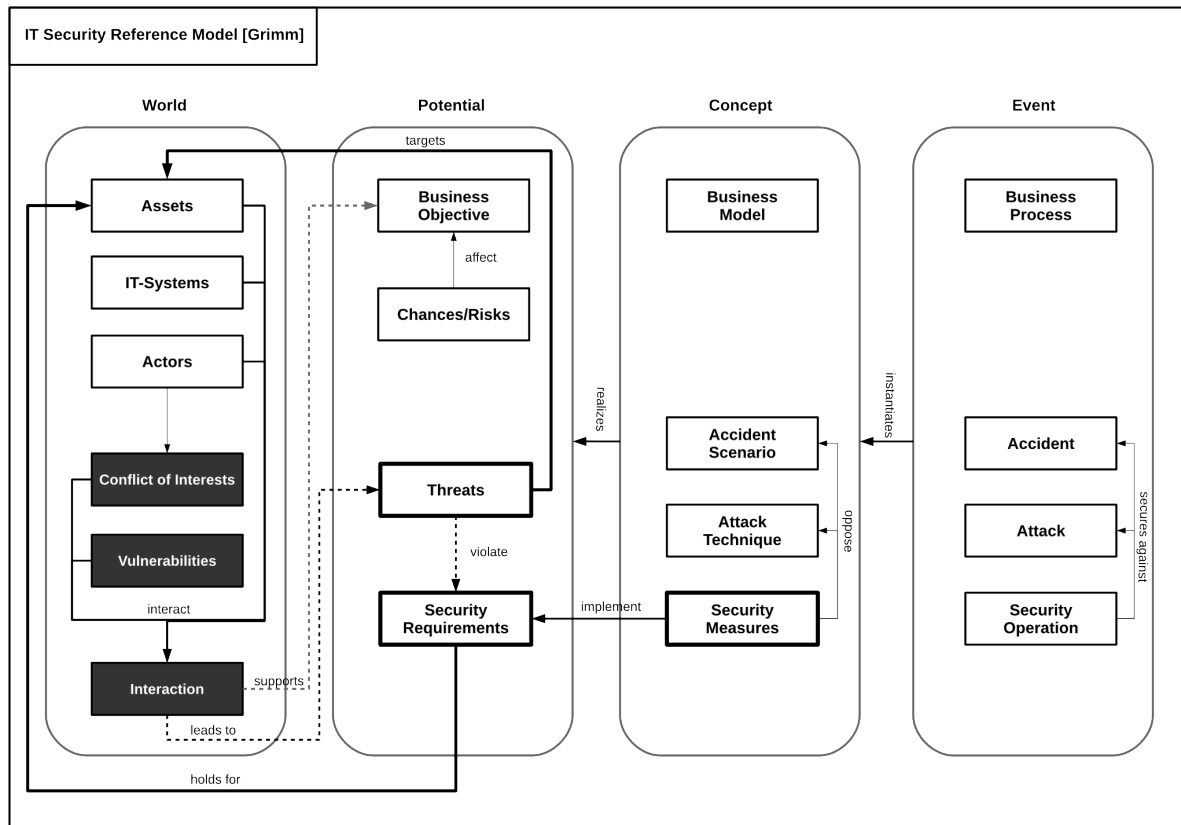 IT Security Reference Model [Grimm]
World
Potential
Concept
Event
targets
Assets
Business
Objective
Business
Model
Business
Process
affect
IT-Systems
Chances/Risks
Actors
realizes
instantiates
Accident
Scenario
Accident
Conflict of Interests
Threats
Attack
Technique
Attack
oppose
secures against
violate
Vulnerabilities
interact
Security
Requirements
implement
Security
Measures
Security
Operation
Interaction
supports
leads to
holds for